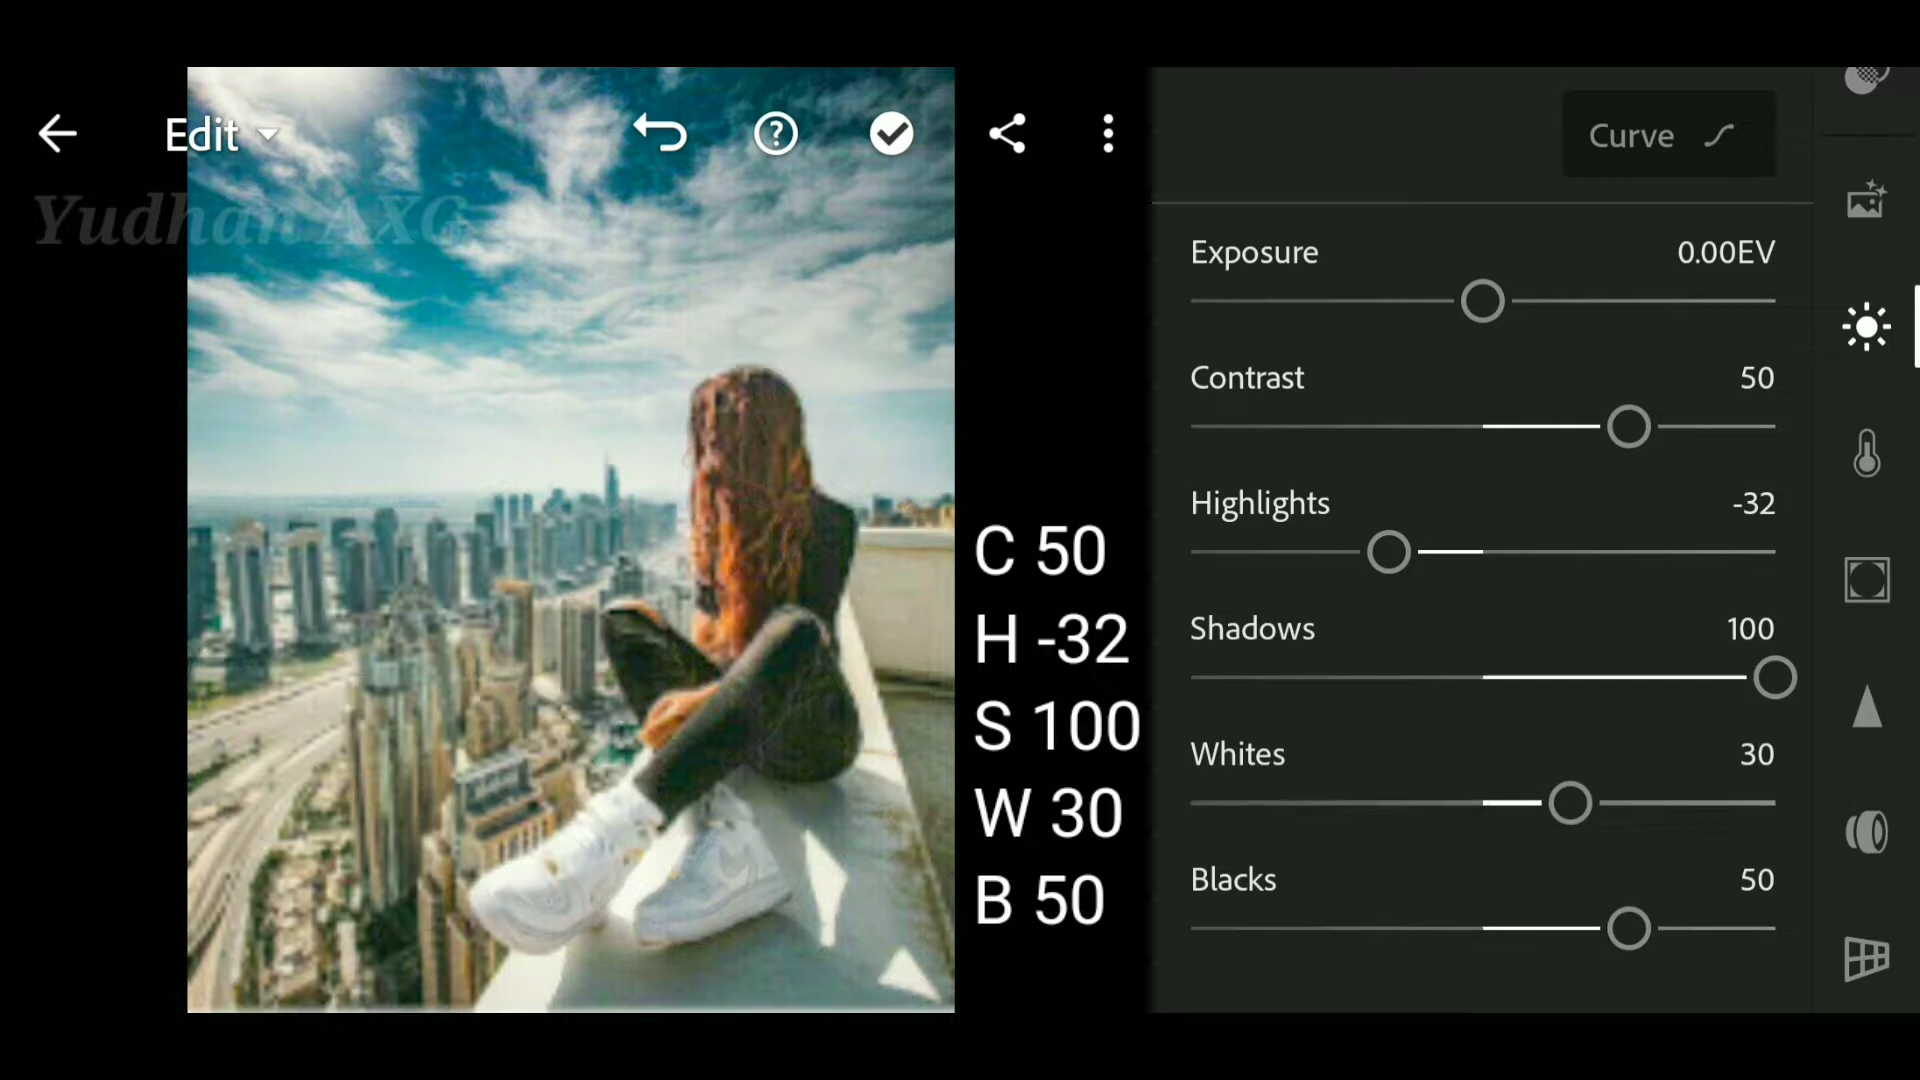 Edit
Yudhan AXG
Curve
Exposure 0.00EV
Contrast 50
Highlights -32
Shadows 100
Whites 30
Blacks 50
C 50
H -32
S 100
W 30
B 50